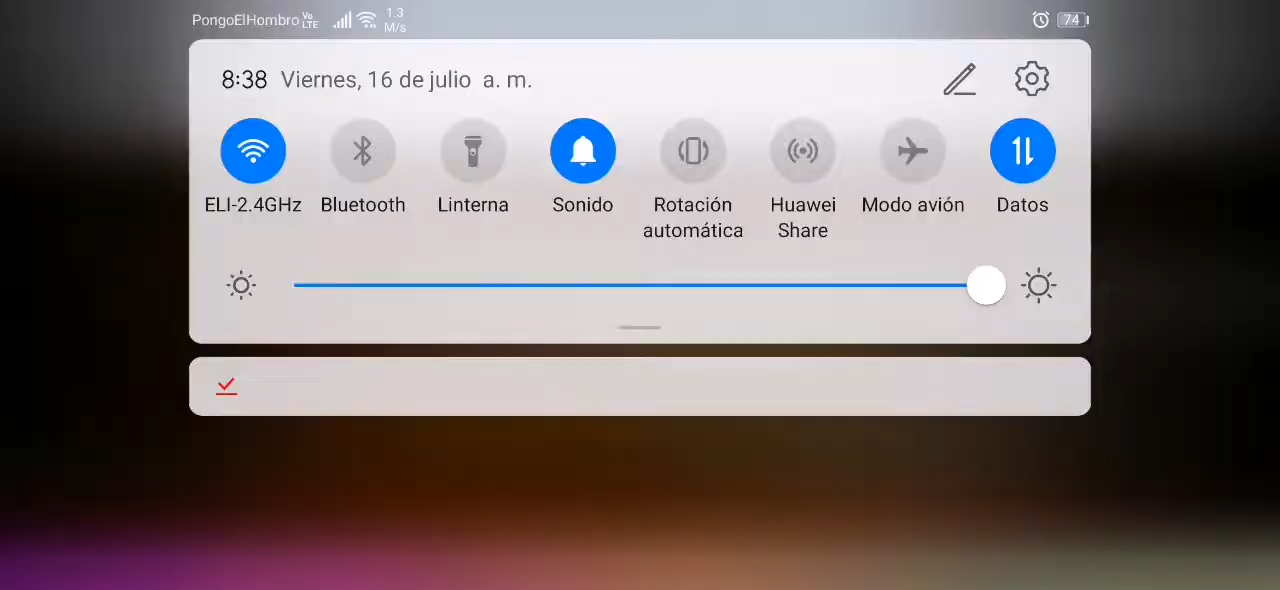 PongoElHombro Vo LTE 1.3 M/s 74
8:38 Viernes, 16 de julio a. m.
ELI-2.4GHz Bluetooth Linterna Sonido Rotación automática Huawei Share Modo avión Datos